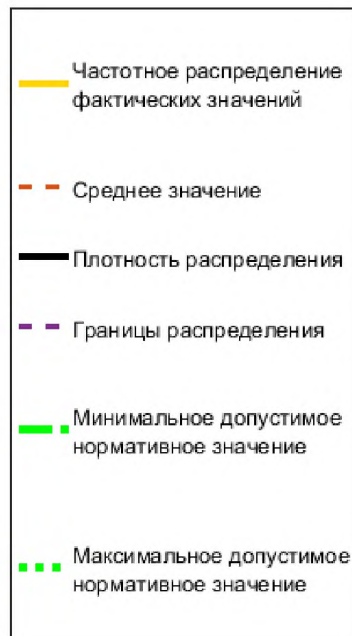 Частотное распределение
фактических значений
Среднее значение
Плотность распределения
Границы распределения
Минимальное допустимое
нормативное значение
Максимальное допустимое
нормативное значение